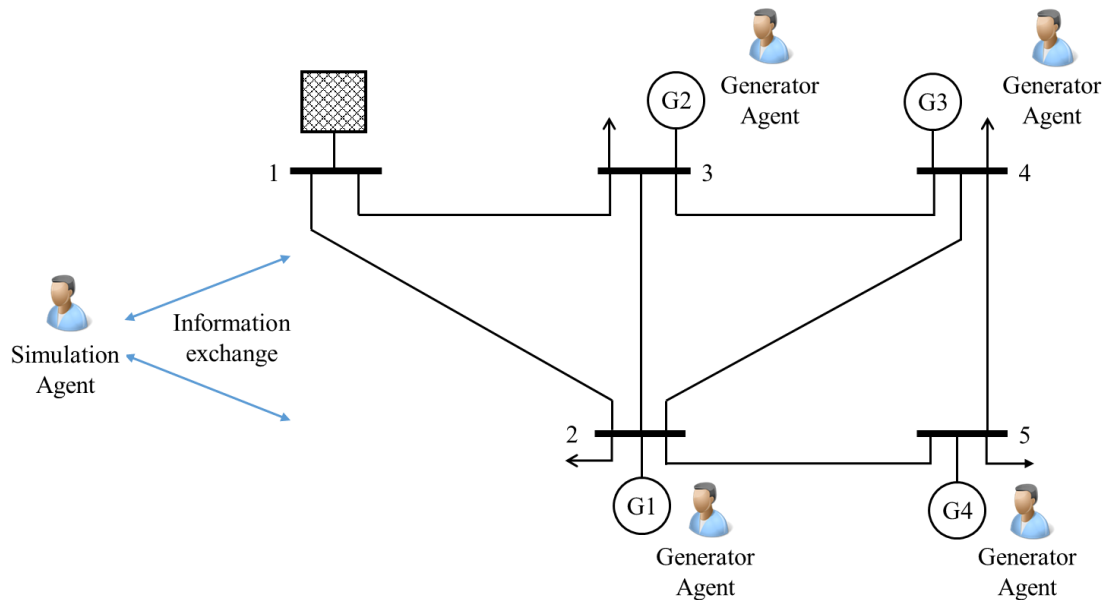 Generator
Agent
Generator
Agent
G2
G3
1
3
4
Simulation
Agent
Information
exchange
2
5
G1
G4
Generator
Agent
Generator
Agent